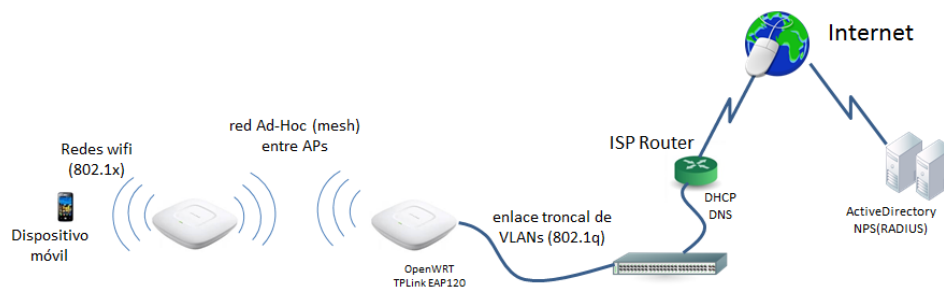 Internet
red Ad-Hoc (mesh)
entre APs
Redes wifi
(802.1x)
ISP Router
DHCP
DNS
enlace troncal de
VLANs (802.1q)
Dispositivo
móvil
ActiveDirectory
NPS(RADIUS)
OpenWRT
TPLink EAP120